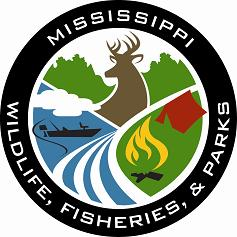 MISSISSIPPI
WILDLIFE, FISHERIES, & PARKS